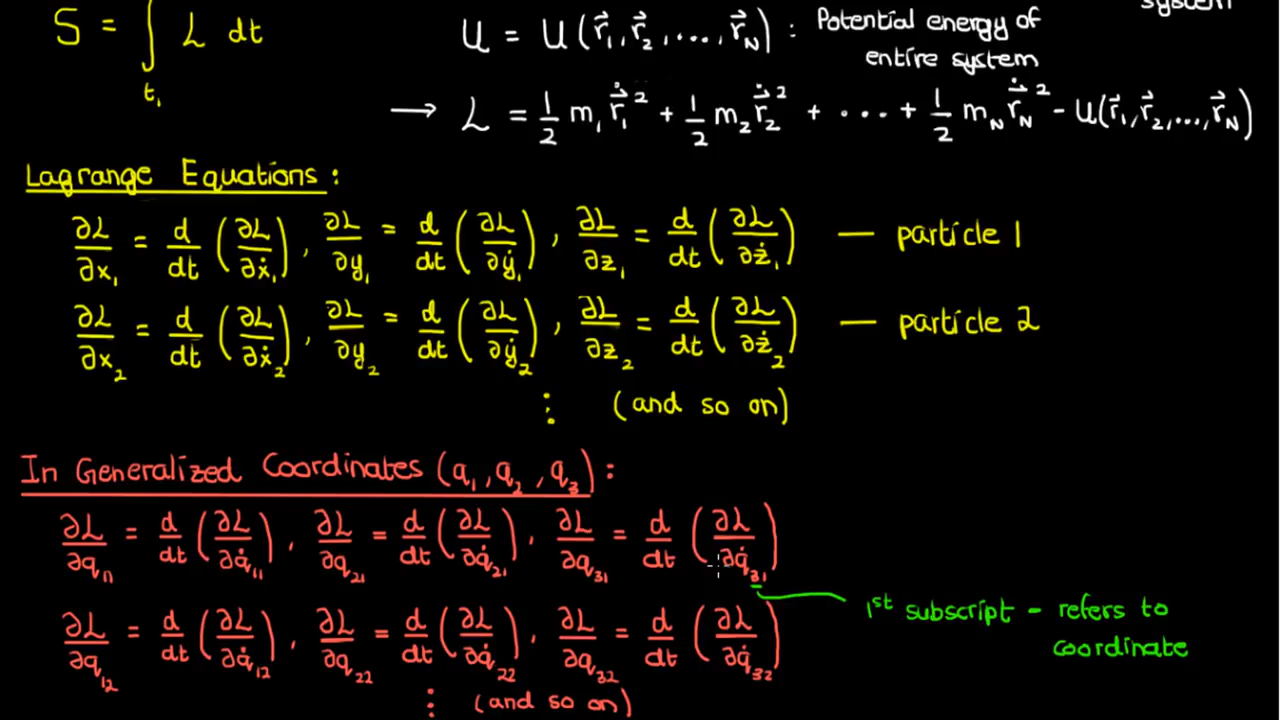 system
S = ∫ L dt
t₁
U = U(r⃗₁, r⃗₂, ..., r⃗_N) : Potential energy of
entire system
→ L = 1/2 m₁ ṙ⃗₁² + 1/2 m₂ ṙ⃗₂² + ... + 1/2 m_N ṙ⃗_N² - U(r⃗₁, r⃗₂, ..., r⃗_N)
Lagrange Equations :
∂L/∂x₁ = d/dt (∂L/∂ẋ₁), ∂L/∂y₁ = d/dt (∂L/∂ẏ₁), ∂L/∂z₁ = d/dt (∂L/∂ż₁) — particle 1
∂L/∂x₂ = d/dt (∂L/∂ẋ₂), ∂L/∂y₂ = d/dt (∂L/∂ẏ₂), ∂L/∂z₂ = d/dt (∂L/∂ż₂) — particle 2
⋮ (and so on)
In Generalized Coordinates (q₁, q₂, q₃) :
∂L/∂q₁₁ = d/dt (∂L/∂q̇₁₁), ∂L/∂q₂₁ = d/dt (∂L/∂q̇₂₁), ∂L/∂q₃₁ = d/dt (∂L/∂q̇₃₁)
1st subscript - refers to
coordinate
∂L/∂q₁₂ = d/dt (∂L/∂q̇₁₂), ∂L/∂q₂₂ = d/dt (∂L/∂q̇₂₂), ∂L/∂q₃₂ = d/dt (∂L/∂q̇₃₂)
⋮ (and so on)